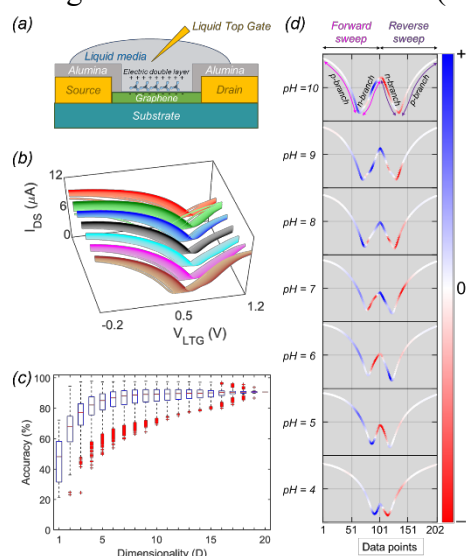 (a)
Liquid Top Gate
Liquid media
Alumina
Electric double layer
Alumina
Source
Graphene
Drain
Substrate
(b)
12
6
0
I_DS (μA)
-0.2
0.5
1.2
V_LTG (V)
(c)
100
80
60
40
20
0
Accuracy (%)
1
5
10
15
20
Dimensionality (D)
(d)
Forward sweep
Reverse sweep
p-branch
n-branch
n-branch
p-branch
pH =10
pH = 9
pH = 8
pH = 7
pH = 6
pH = 5
pH = 4
1
51
101
151
202
Data points
+
0
−